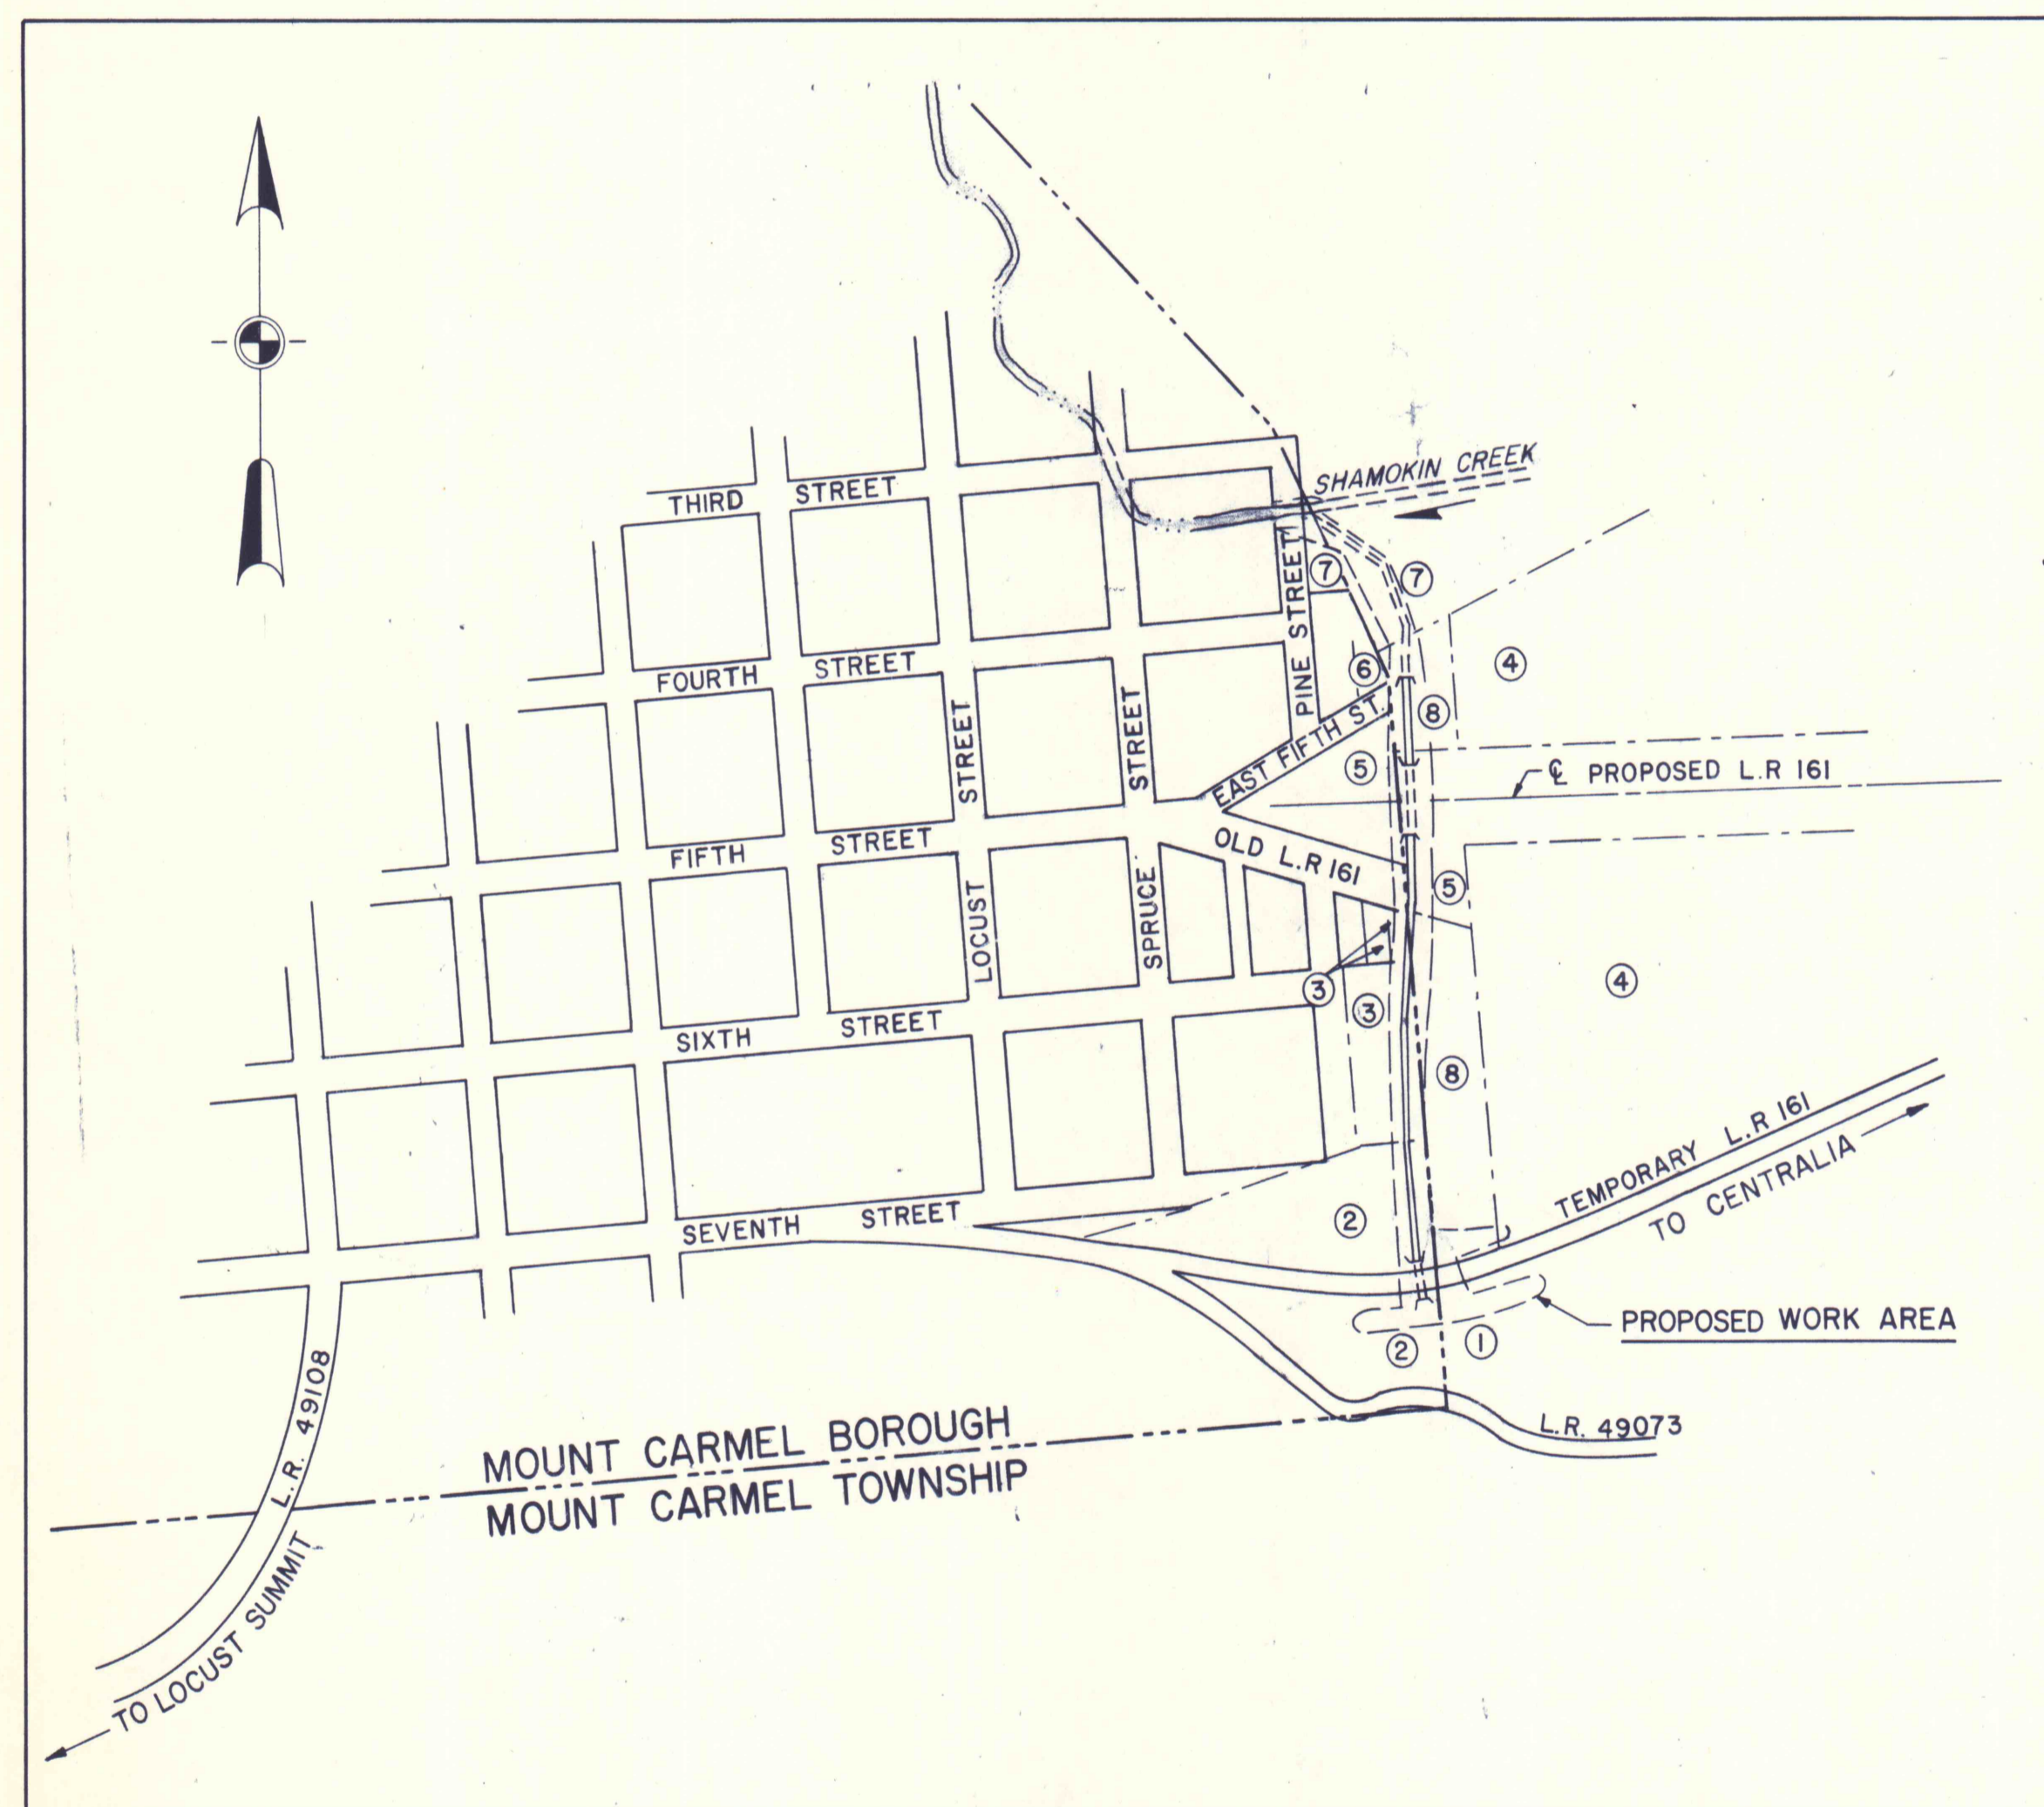 SHAMOKIN CREEK
THIRD STREET
7
7
PINE STREET
FOURTH STREET
6
4
8
STREET
STREET
EAST FIFTH ST.
5
℄ PROPOSED L.R 161
FIFTH STREET
OLD L.R 161
5
LOCUST
SPRUCE
3
3
4
SIXTH STREET
8
TEMPORARY L.R 161
TO CENTRALIA
SEVENTH STREET
2
PROPOSED WORK AREA
2
1
L.R. 49108
MOUNT CARMEL BOROUGH
MOUNT CARMEL TOWNSHIP
L.R. 49073
TO LOCUST SUMMIT